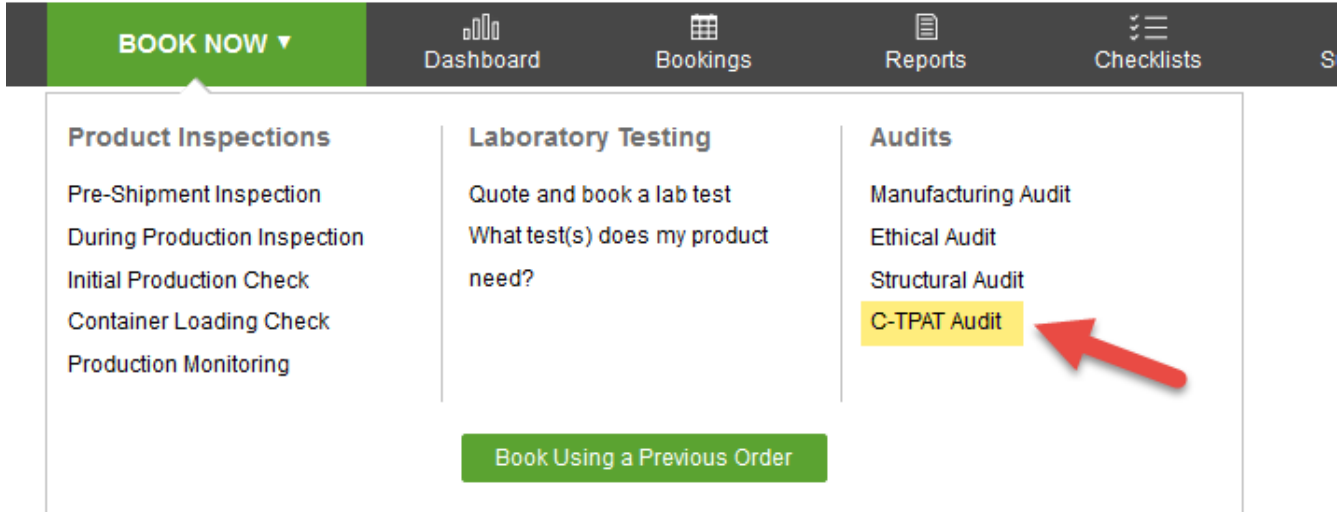 BOOK NOW ▼
Dashboard
Bookings
Reports
Checklists
Product Inspections
Pre-Shipment Inspection
During Production Inspection
Initial Production Check
Container Loading Check
Production Monitoring
Laboratory Testing
Quote and book a lab test
What test(s) does my product
need?
Audits
Manufacturing Audit
Ethical Audit
Structural Audit
C-TPAT Audit
Book Using a Previous Order